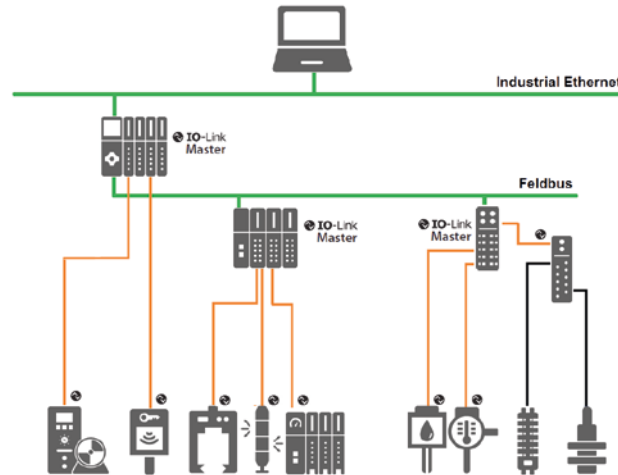 Industrial Ethernet
IO-Link
Master
Feldbus
IO-Link
Master
IO-Link
Master